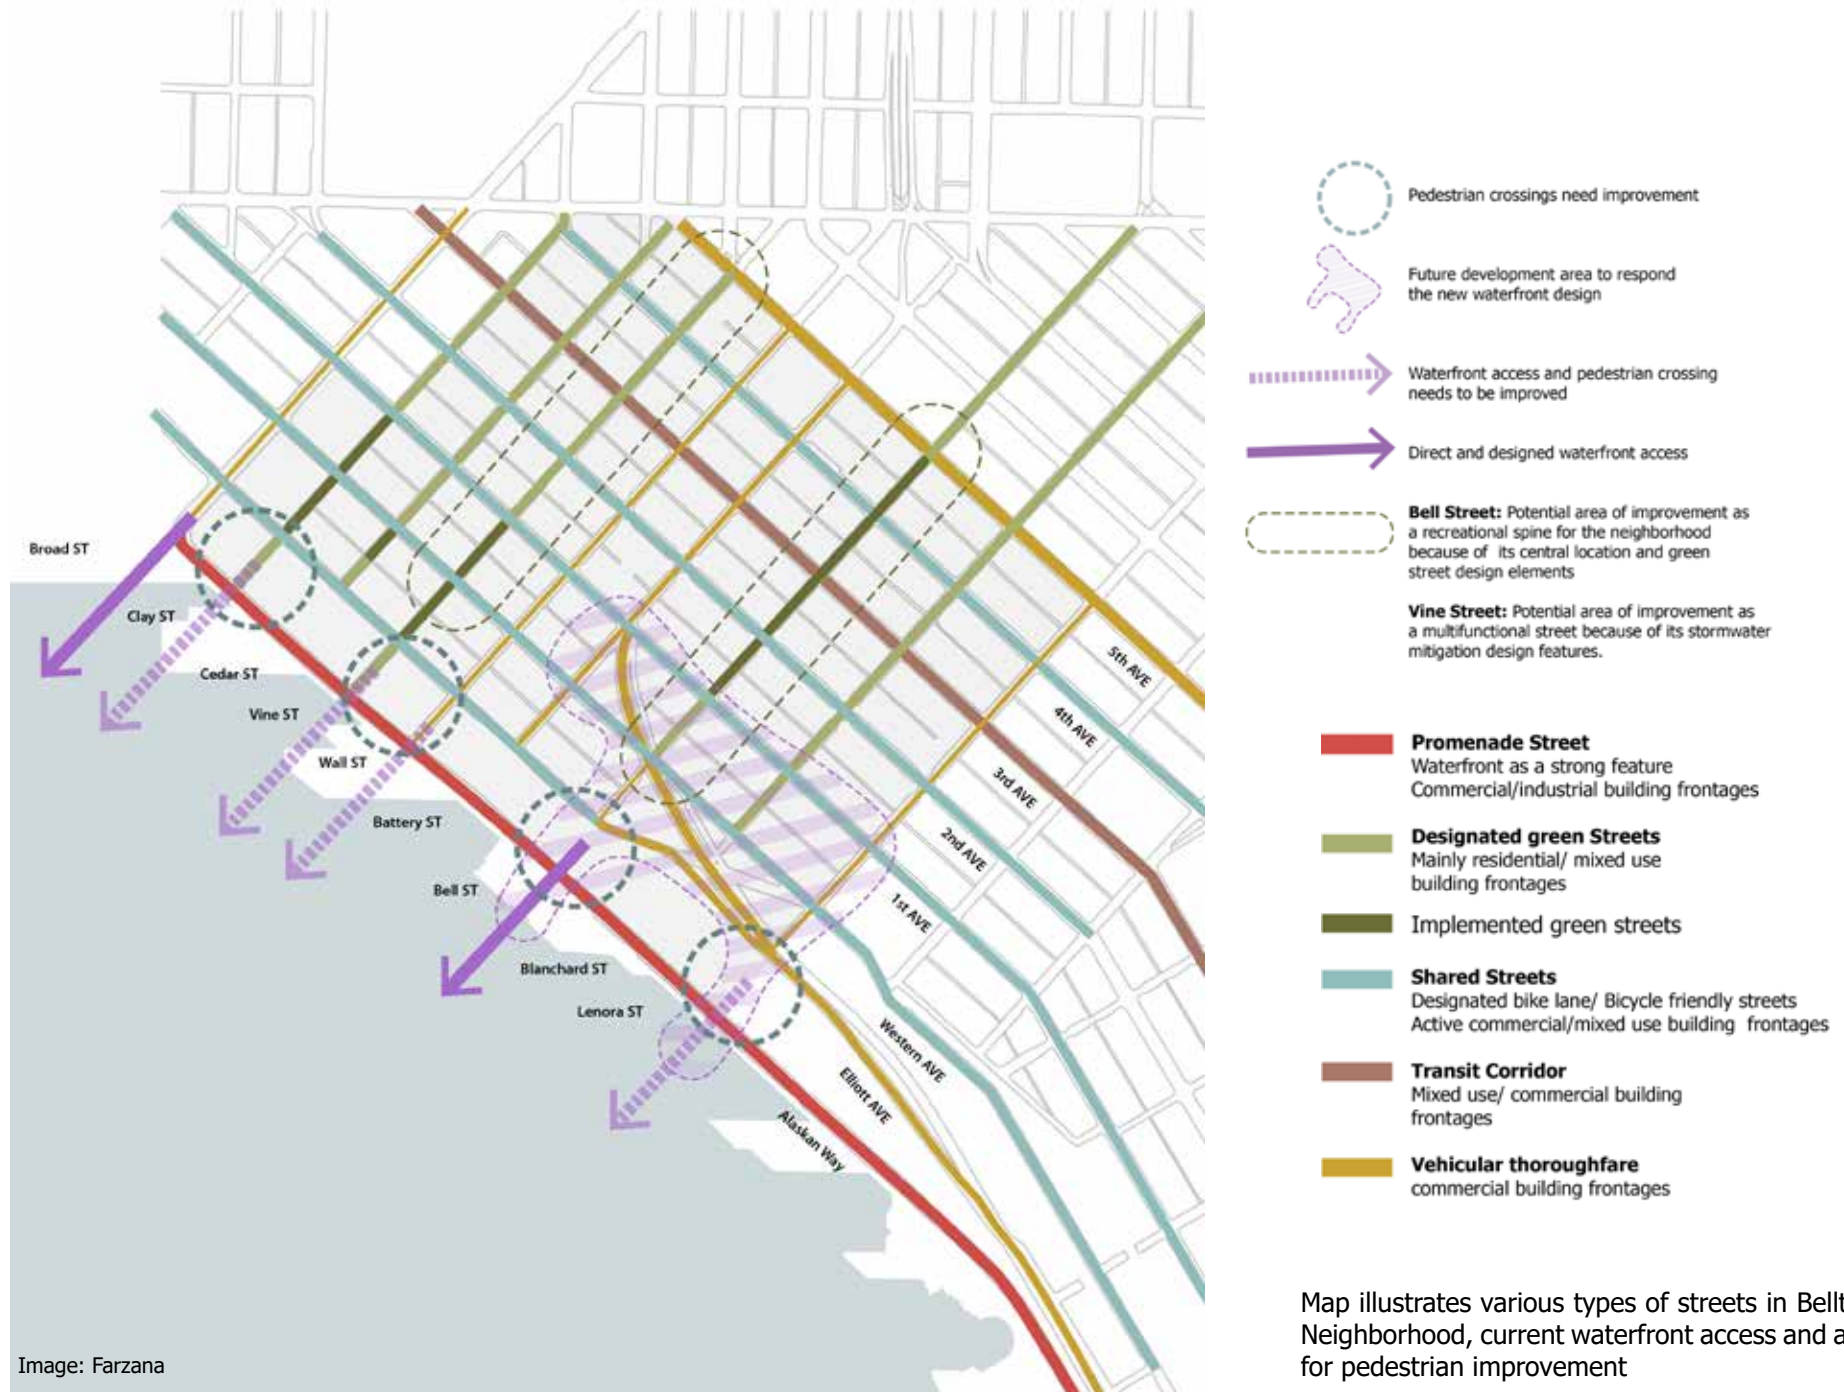 Broad ST
Clay ST
Cedar ST
Vine ST
Wall ST
Battery ST
Bell ST
Blanchard ST
Lenora ST
5th AVE
4th AVE
3rd AVE
2nd AVE
1st AVE
Western AVE
Elliott AVE
Alaskan Way
Image: Farzana
Pedestrian crossings need improvement
Future development area to respond
the new waterfront design
Waterfront access and pedestrian crossing
needs to be improved
Direct and designed waterfront access
Bell Street: Potential area of improvement as
a recreational spine for the neighborhood
because of its central location and green
street design elements
Vine Street: Potential area of improvement as
a multifunctional street because of its stormwater
mitigation design features.
Promenade Street
Waterfront as a strong feature
Commercial/industrial building frontages
Designated green Streets
Mainly residential/ mixed use
building frontages
Implemented green streets
Shared Streets
Designated bike lane/ Bicycle friendly streets
Active commercial/mixed use building frontages
Transit Corridor
Mixed use/ commercial building
frontages
Vehicular thoroughfare
commercial building frontages
Map illustrates various types of streets in Bellt
Neighborhood, current waterfront access and a
for pedestrian improvement